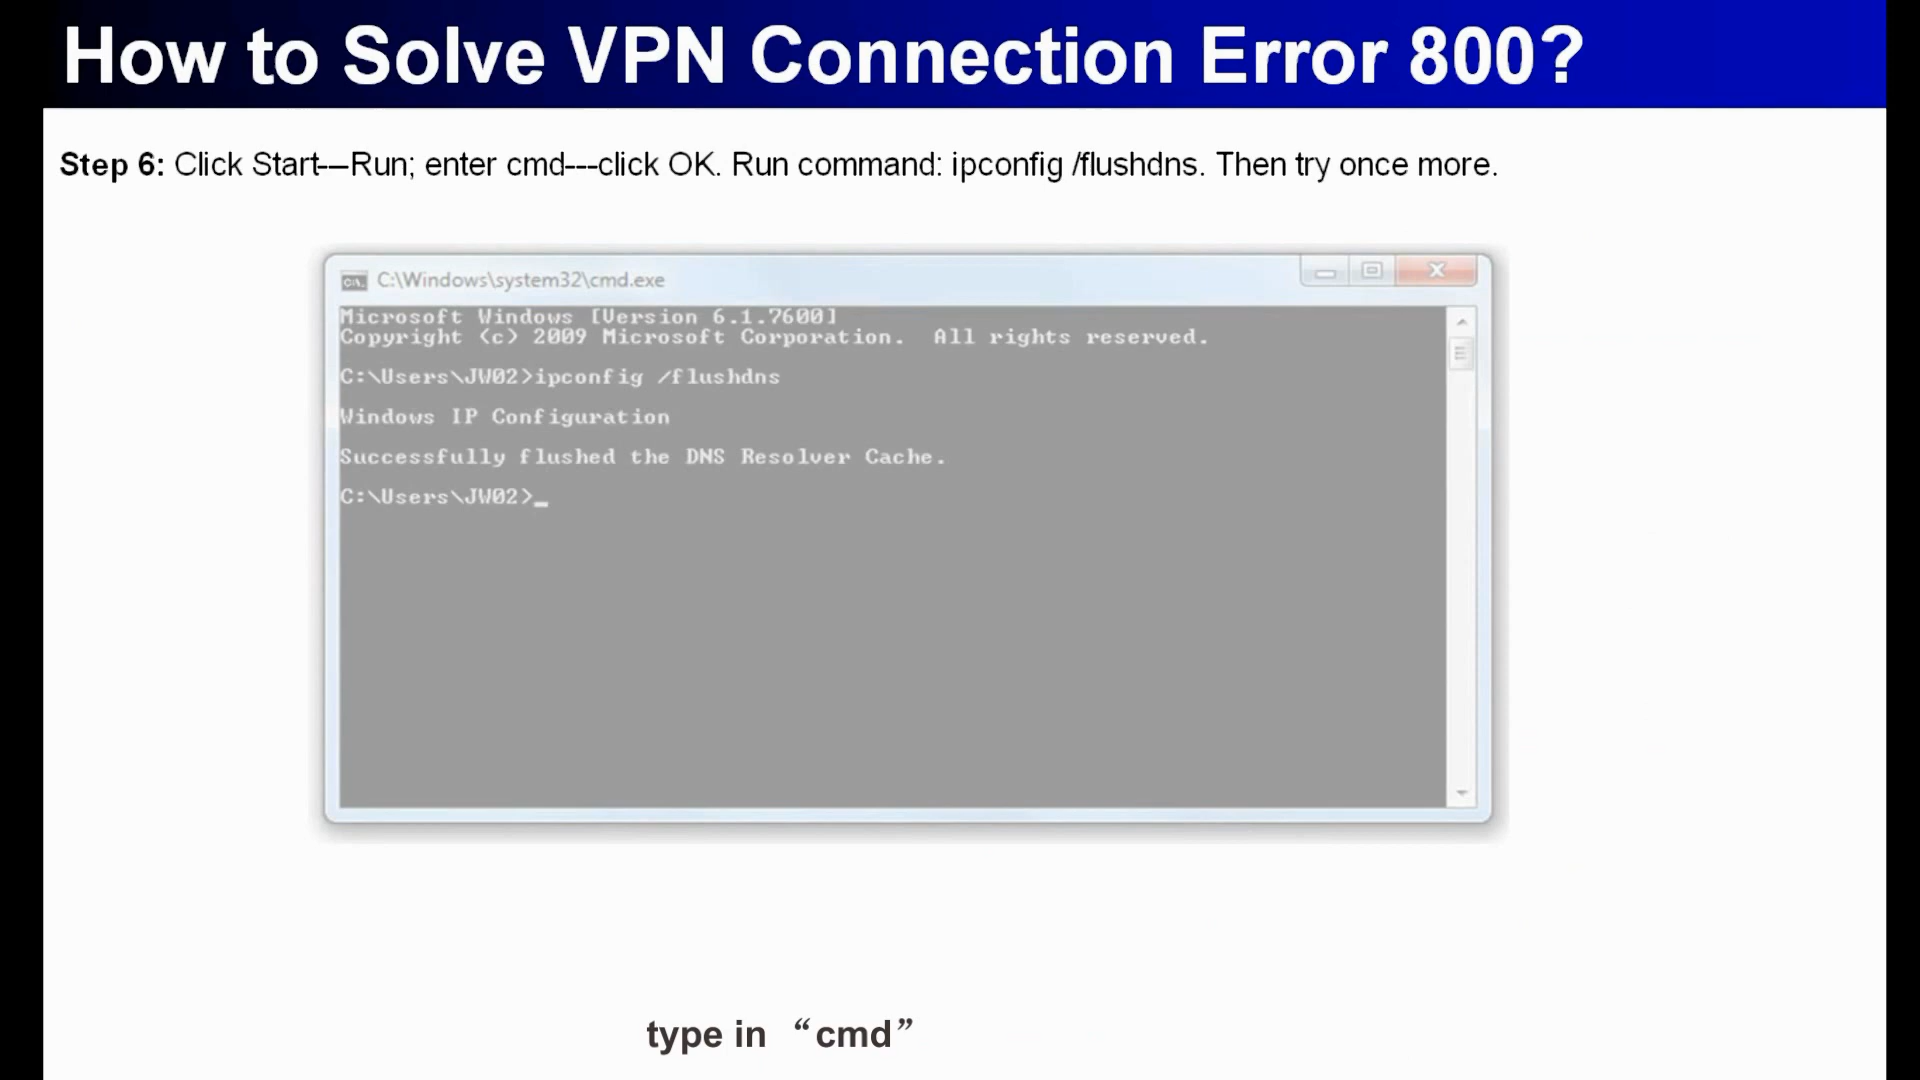 How to Solve VPN Connection Error 800?
Step 6: Click Start---Run; enter cmd---click OK. Run command: ipconfig /flushdns. Then try once more.
C:\Windows\system32\cmd.exe
Microsoft Windows [Version 6.1.7600]
Copyright (c) 2009 Microsoft Corporation.  All rights reserved.
C:\Users\JW02>ipconfig /flushdns
Windows IP Configuration
Successfully flushed the DNS Resolver Cache.
C:\Users\JW02>_
type in “cmd”